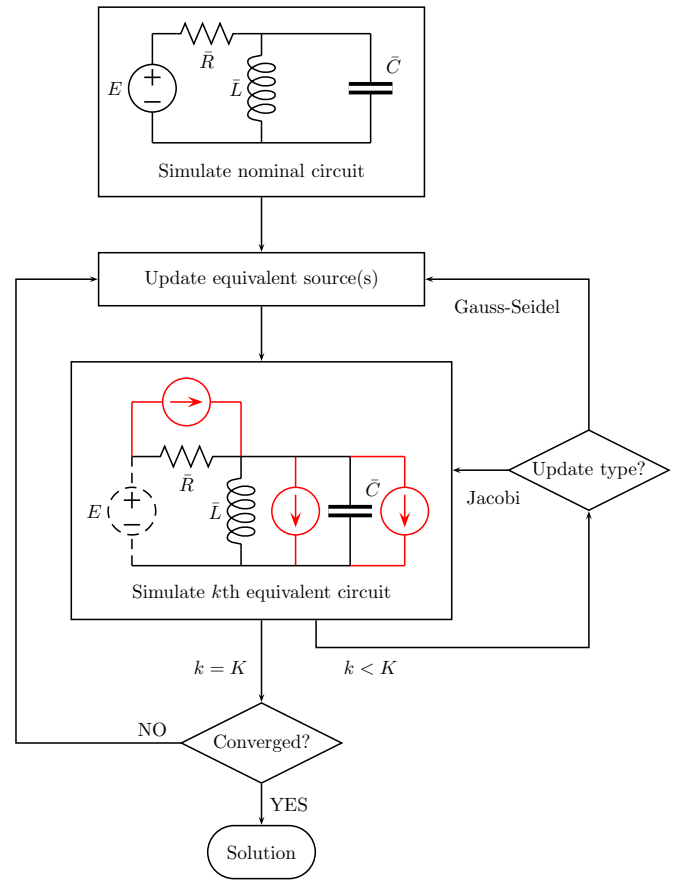 R̄
C̄
E
L̄
Simulate nominal circuit
Update equivalent source(s)
Gauss-Seidel
Update type?
R̄
Jacobi
C̄
E
L̄
Simulate kth equivalent circuit
k = K
k < K
NO
Converged?
YES
Solution